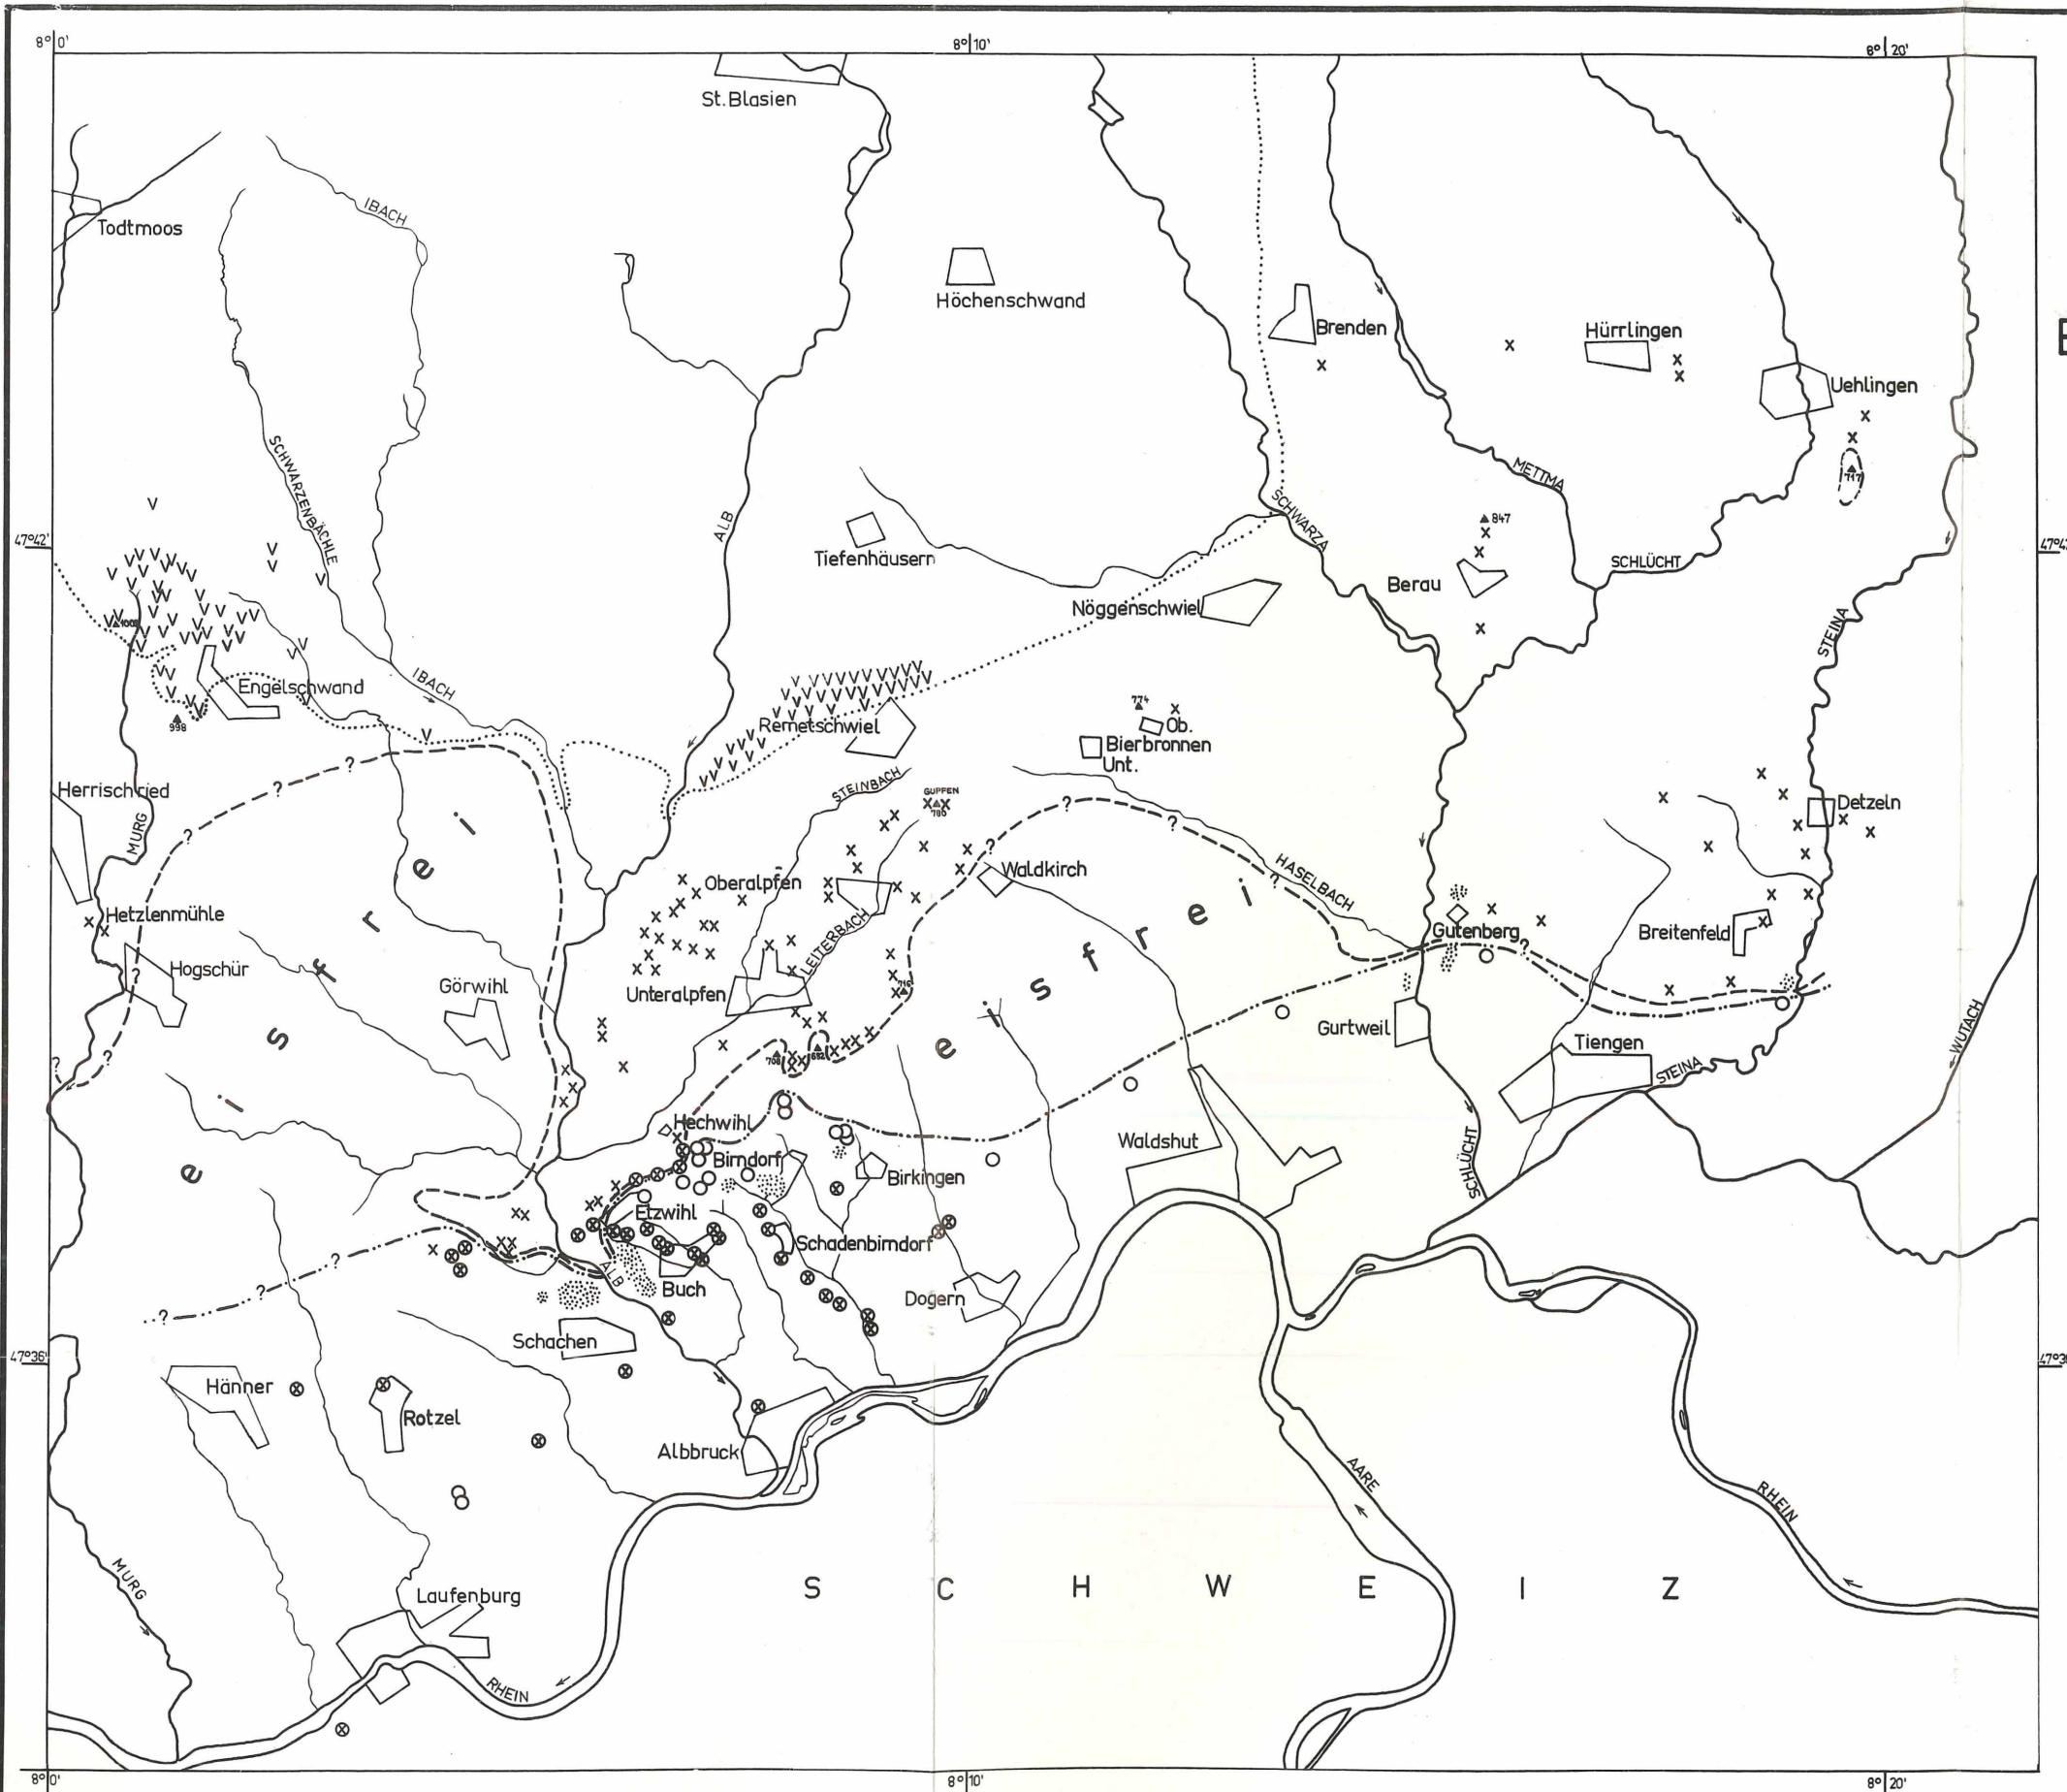 8° 0'
8° 10'
8° 20'
St. Blasien
IBACH
Todtmoos
Höchenschwand
Brenden
Hürrlingen
Uehlingen
SCHWARZENBÄCHLE
METTMA
717
SCHWARZA
847
ALB
47°42'
Tiefenhäusern
SCHLÜCHT
Berau
Nöggenschwiel
1008
STEINA
Engelschwand
IBACH
998
774
Remetschwiel
Ob.
Bierbronnen
Unt.
Herrischried
STEINBACH
GUPFEN
Detzeln
MURG
e i s f r e i
Waldkirch
HASELBACH
Oberalpfen
Hetzlenmühle
e i s f r e i
LEITERBACH
Gutenberg
Breitenfeld
Hogschür
Görwihl
Unteralpfen
Gurtweil
Tiengen
WUTACH
STEINA
Hechwihl
Waldshut
SCHLÜCHT
Birndorf
Birkingen
Etzwihl
Schadenbirndorf
ALB
Buch
Dogern
Schachen
47°36'
Hänner
Rotzel
Albbruck
AARE
RHEIN
MURG
Laufenburg
S C H W E I Z
RHEIN
8° 0'
8° 10'
8° 20'